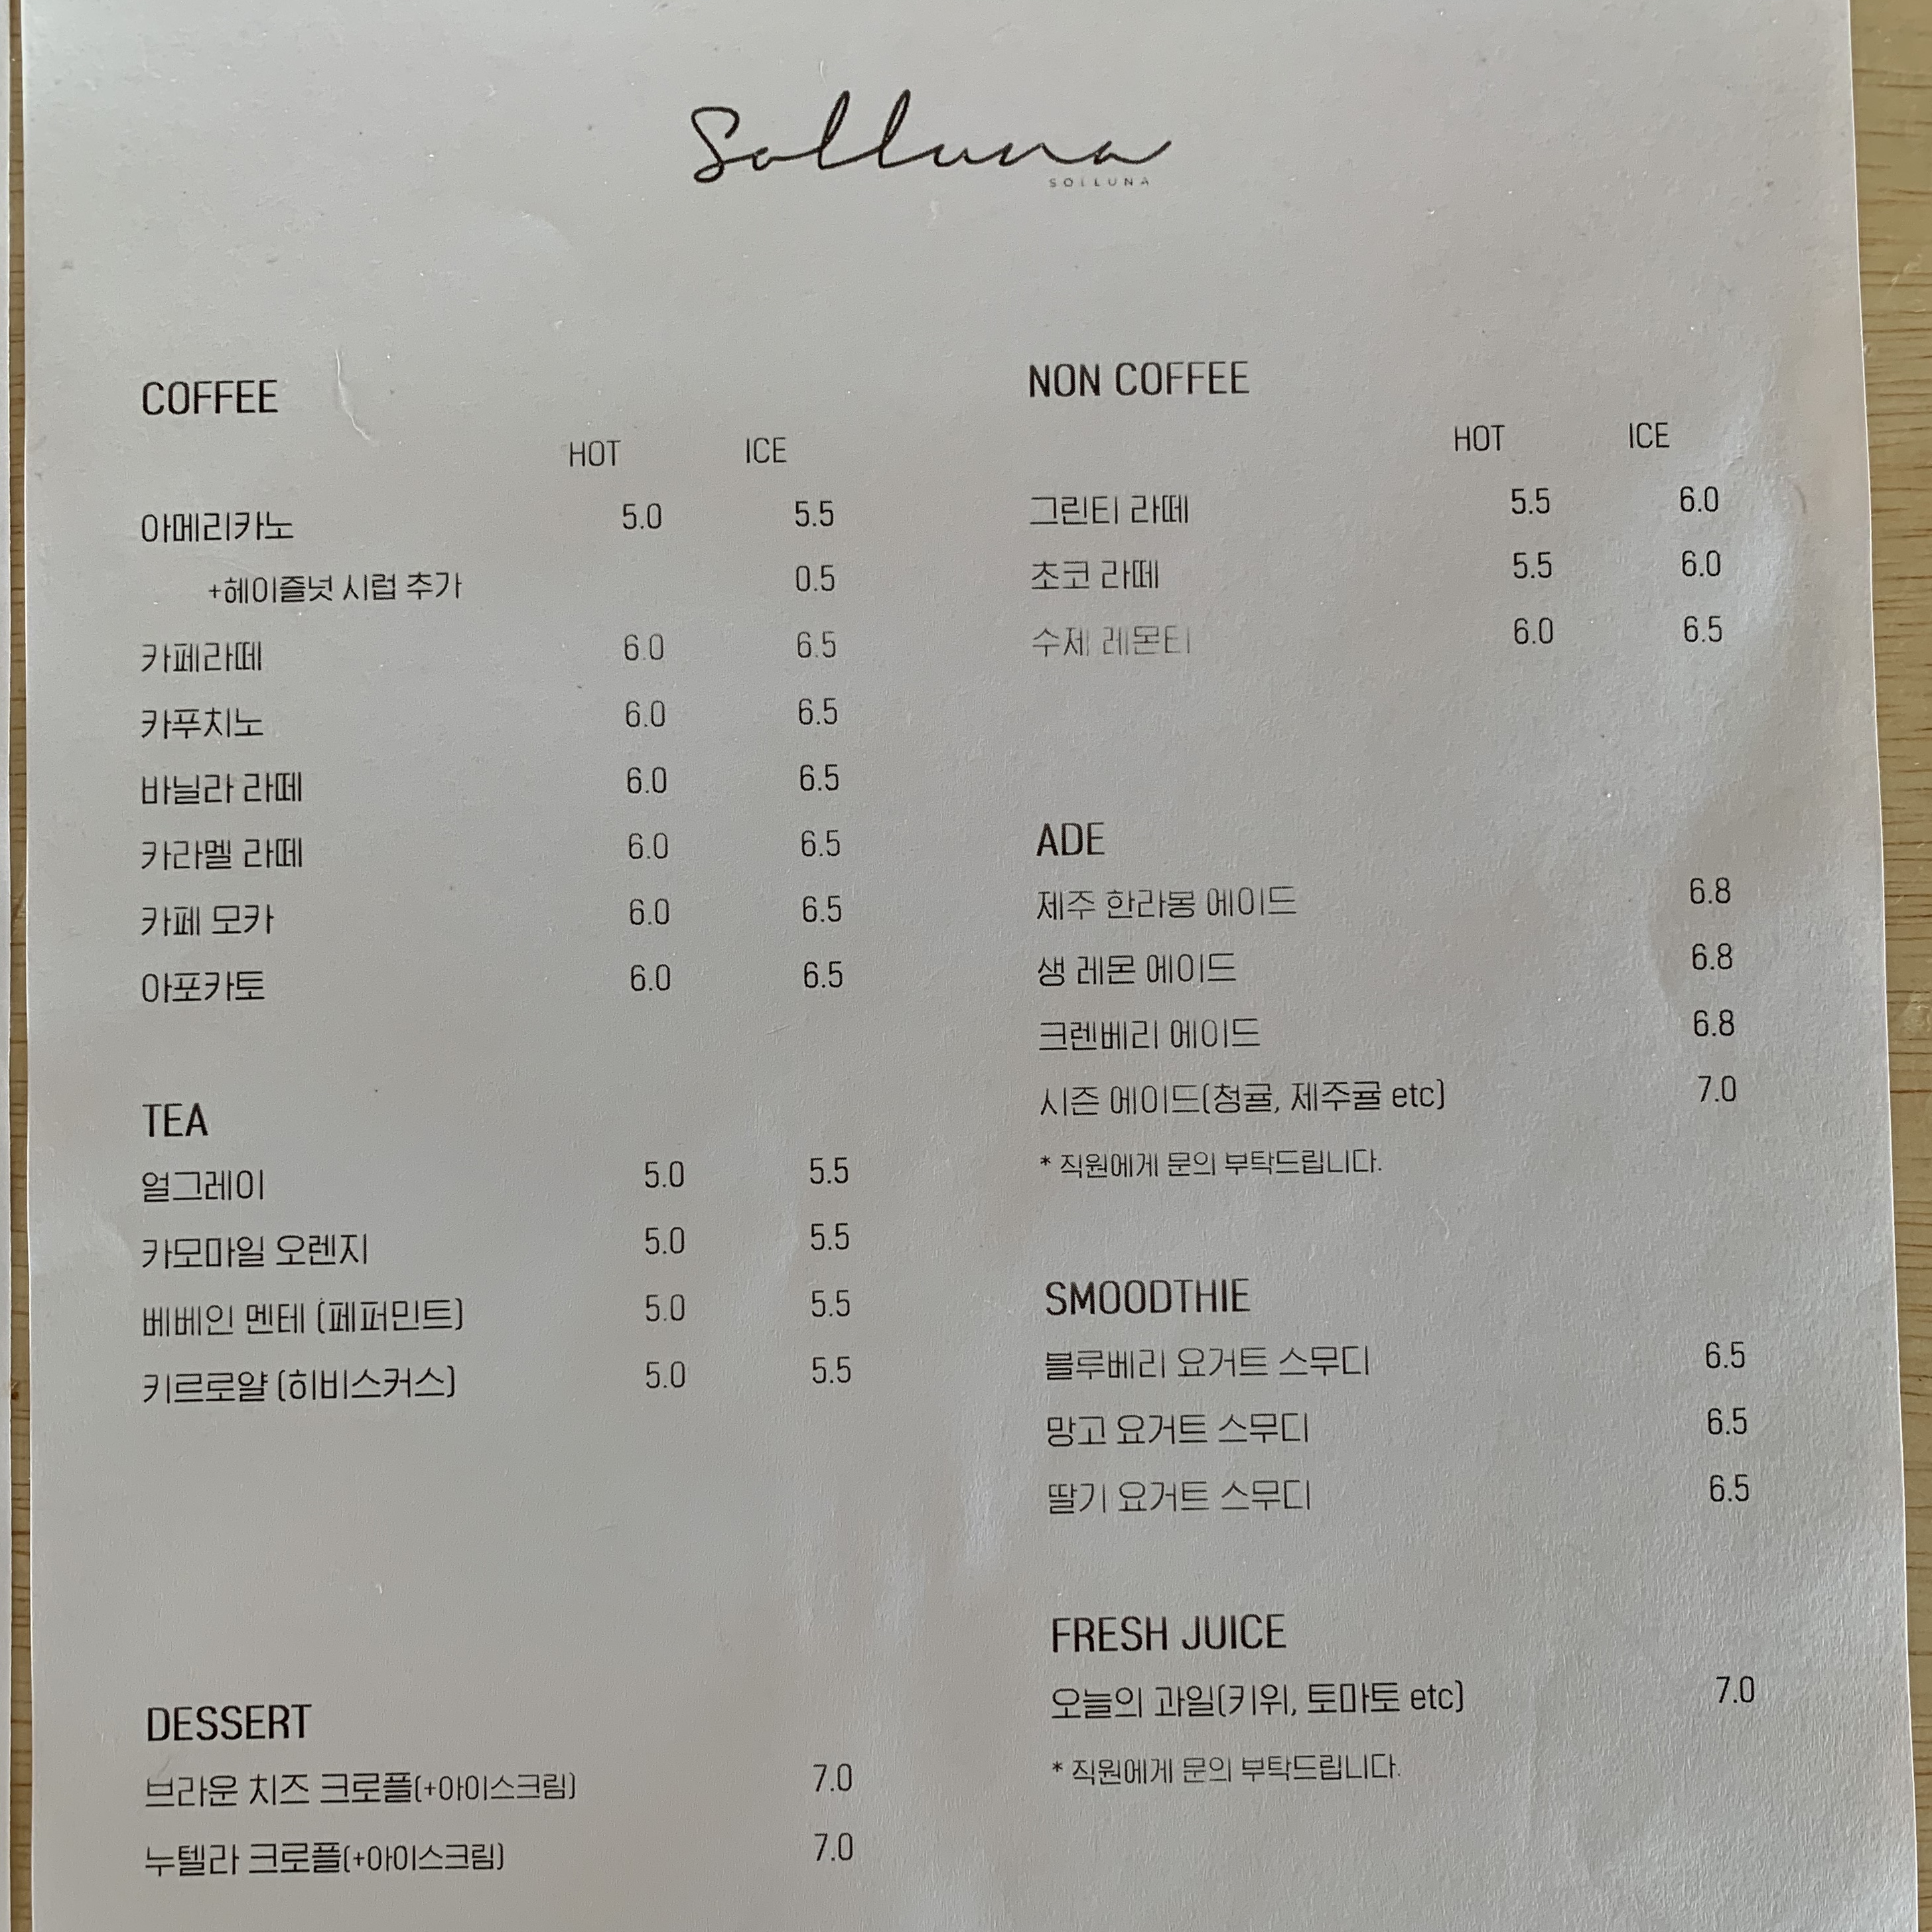 Solluna
SOLLUNA
COFFEE
HOT ICE
아메리카노 5.0 5.5
+헤이즐넛 시럽 추가 0.5
카페라떼 6.0 6.5
카푸치노 6.0 6.5
바닐라 라떼 6.0 6.5
카라멜 라떼 6.0 6.5
카페 모카 6.0 6.5
아포카토 6.0 6.5
TEA
얼그레이 5.0 5.5
카모마일 오렌지 5.0 5.5
베베인 멘테 (페퍼민트) 5.0 5.5
키르로얄 (히비스커스) 5.0 5.5
DESSERT
브라운 치즈 크로플(+아이스크림) 7.0
누텔라 크로플(+아이스크림) 7.0
NON COFFEE
HOT ICE
그린티 라떼 5.5 6.0
초코 라떼 5.5 6.0
수제 레몬티 6.0 6.5
ADE
제주 한라봉 에이드 6.8
생 레몬 에이드 6.8
크렌베리 에이드 6.8
시즌 에이드(청귤, 제주귤 etc) 7.0
* 직원에게 문의 부탁드립니다.
SMOODTHIE
블루베리 요거트 스무디 6.5
망고 요거트 스무디 6.5
딸기 요거트 스무디 6.5
FRESH JUICE
오늘의 과일(키위, 토마토 etc) 7.0
* 직원에게 문의 부탁드립니다.